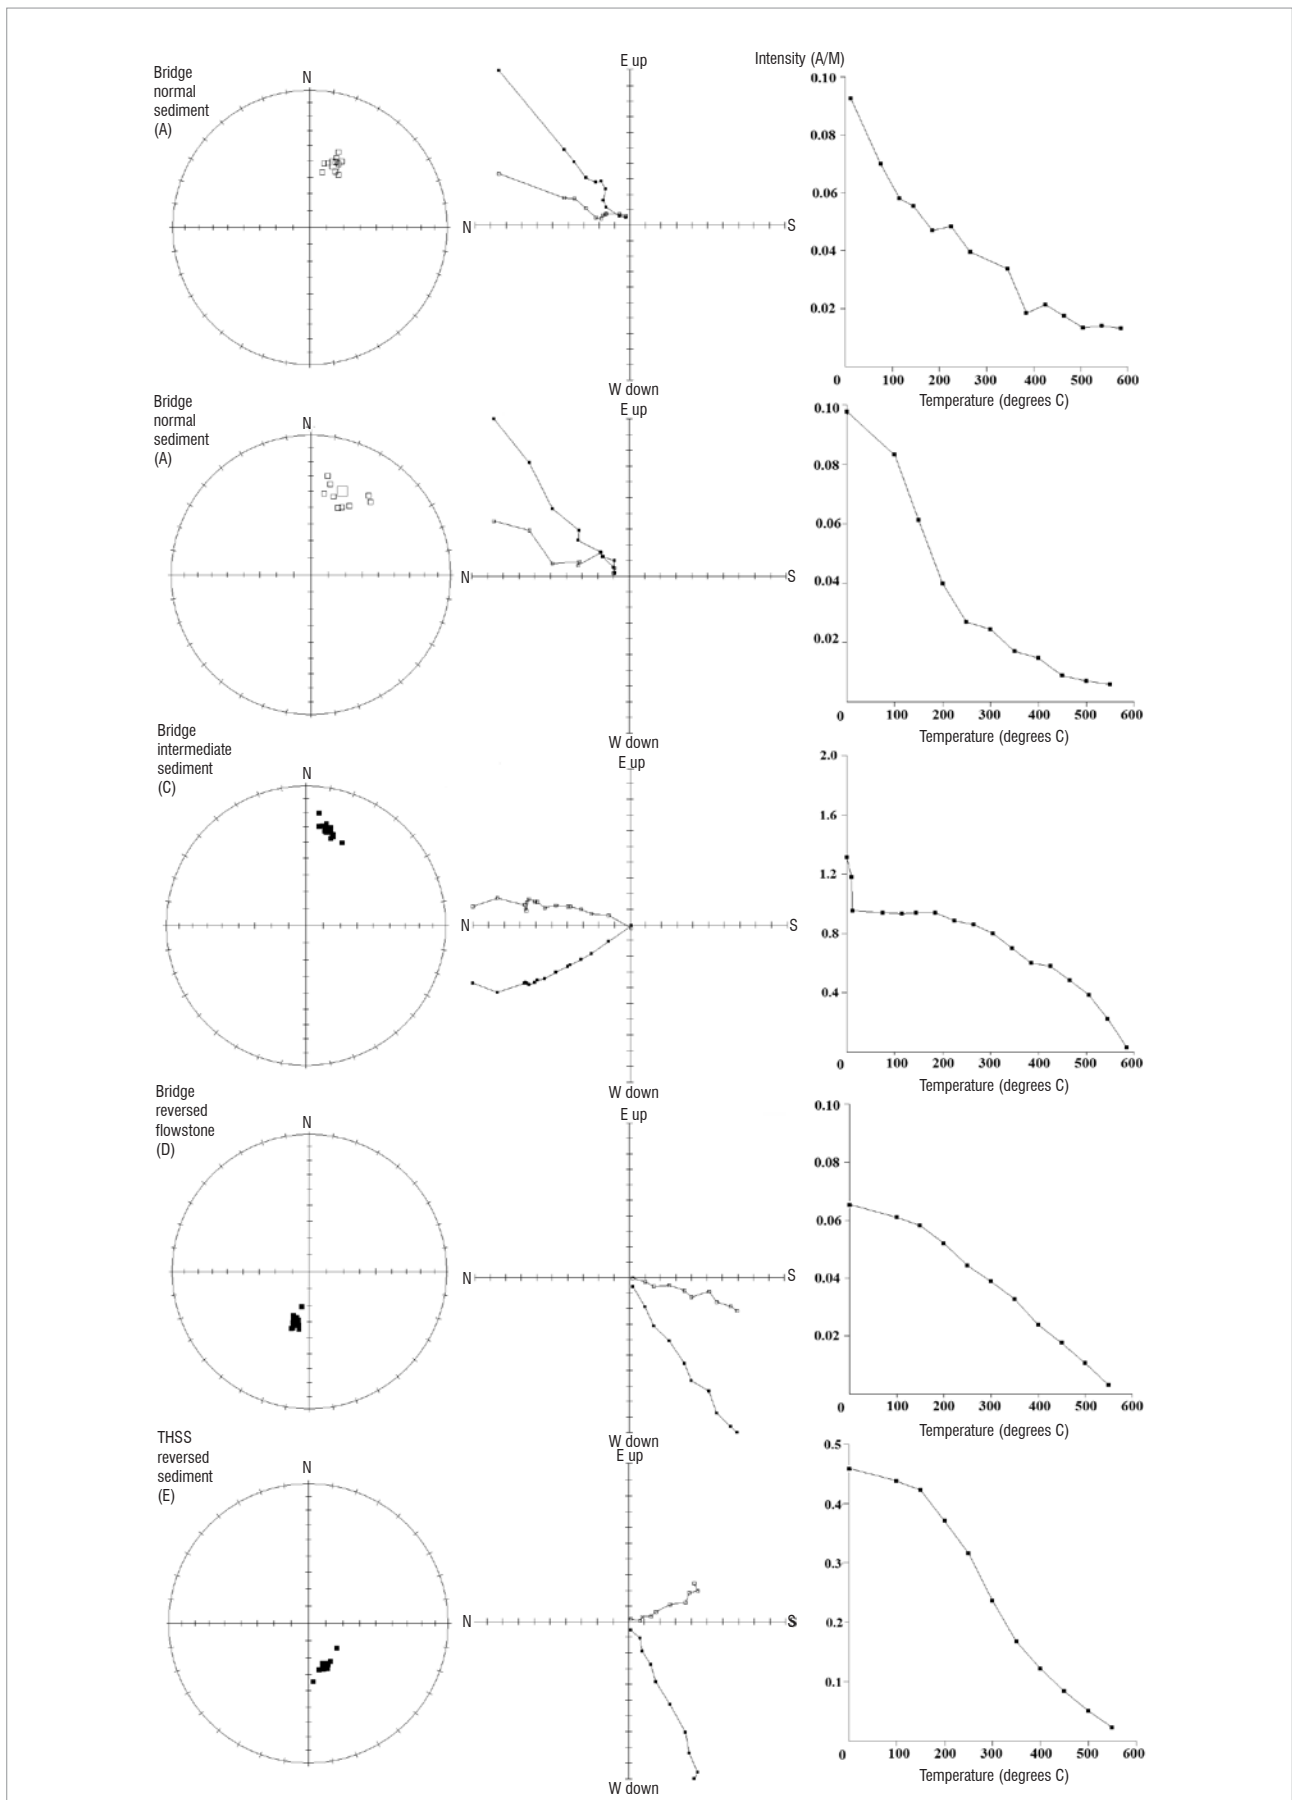 Bridge
normal
sediment
(A)
N
E up
N
S
W down
Intensity (A/M)
0.10
0.08
0.06
0.04
0.02
0 100 200 300 400 500 600
Temperature (degrees C)
Bridge
normal
sediment
(A)
N
E up
N
S
W down
0.10
0.08
0.06
0.04
0.02
0 100 200 300 400 500 600
Temperature (degrees C)
Bridge
intermediate
sediment
(C)
N
E up
N
S
W down
2.0
1.6
1.2
0.8
0.4
0 100 200 300 400 500 600
Temperature (degrees C)
Bridge
reversed
flowstone
(D)
N
E up
N
S
W down
0.10
0.08
0.06
0.04
0.02
0 100 200 300 400 500 600
Temperature (degrees C)
THSS
reversed
sediment
(E)
N
E up
N
S
W down
0.5
0.4
0.3
0.2
0.1
0 100 200 300 400 500 600
Temperature (degrees C)